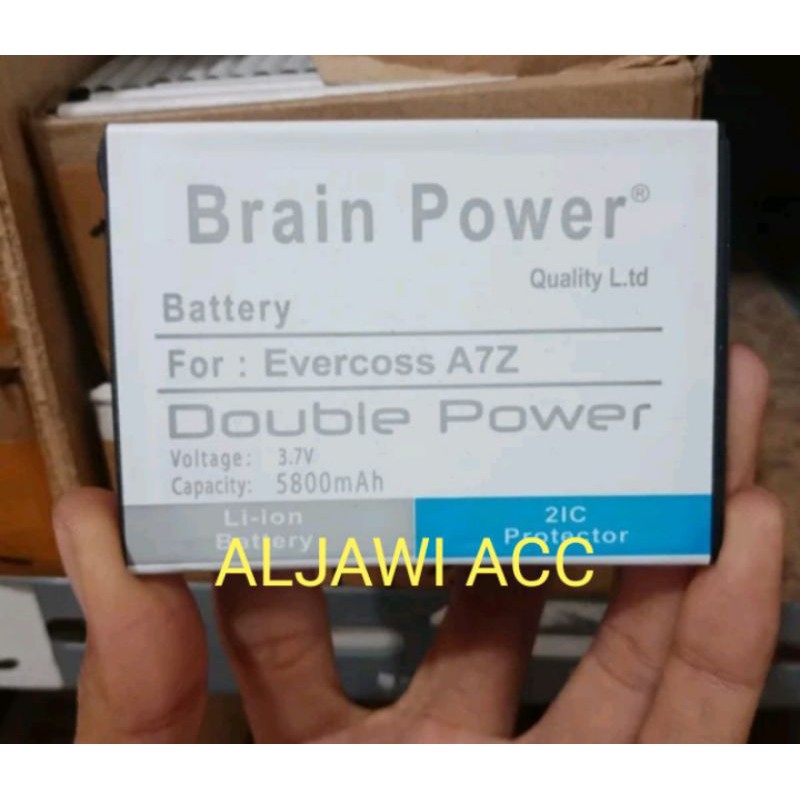 Brain Power®
Quality L.td
Battery
For : Evercoss A7Z
Double Power
Voltage: 3.7V
Capacity: 5800mAh
Li-ion
Battery
2IC
Protector
ALJAWI ACC